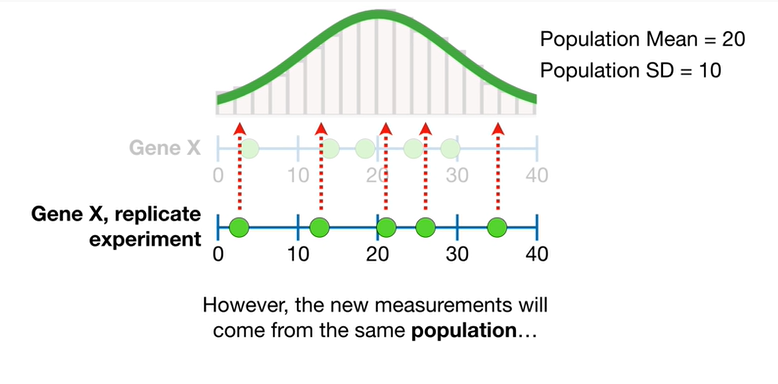 Population Mean = 20
Population SD = 10
Gene X
0 10 20 30 40
Gene X, replicate
experiment
0 10 20 30 40
However, the new measurements will
come from the same population…